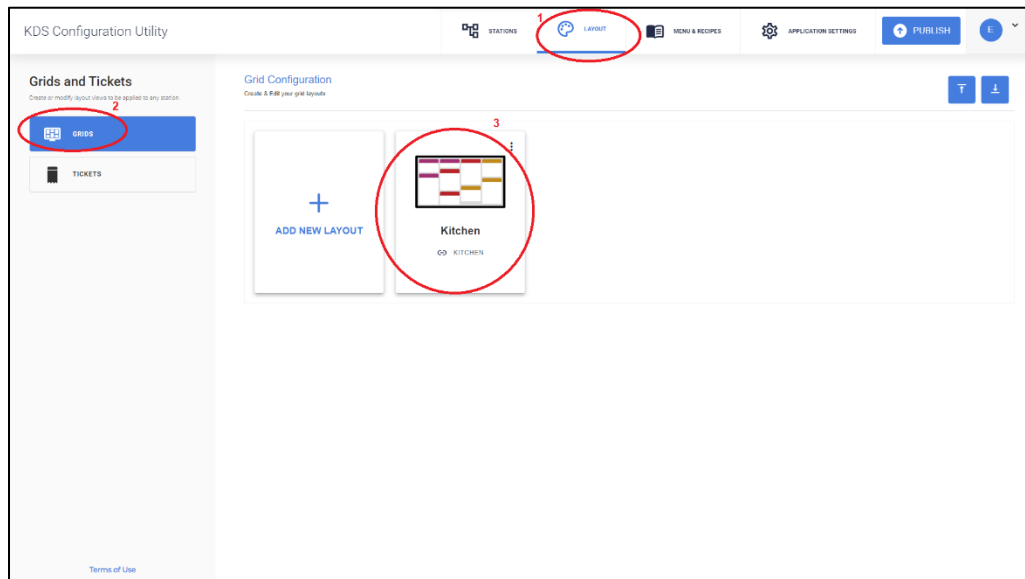 KDS Configuration Utility
1
STATIONS
LAYOUT
MENU & RECIPES
APPLICATION SETTINGS
PUBLISH
E
Grids and Tickets
Create or modify layout views to be applied to any station
2
GRIDS
TICKETS
Grid Configuration
Create & Edit your grid layouts
3
ADD NEW LAYOUT
Kitchen
KITCHEN
Terms of Use